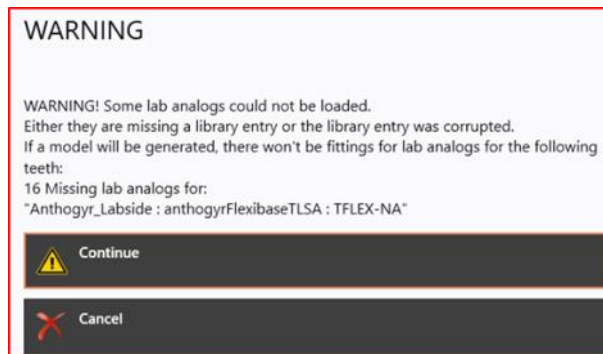 WARNING
WARNING! Some lab analogs could not be loaded.
Either they are missing a library entry or the library entry was corrupted.
If a model will be generated, there won't be fittings for lab analogs for the following
teeth:
16 Missing lab analogs for:
"Anthogyr_Labside : anthogyrFlexibaseTLSA : TFLEX-NA"
Continue
Cancel